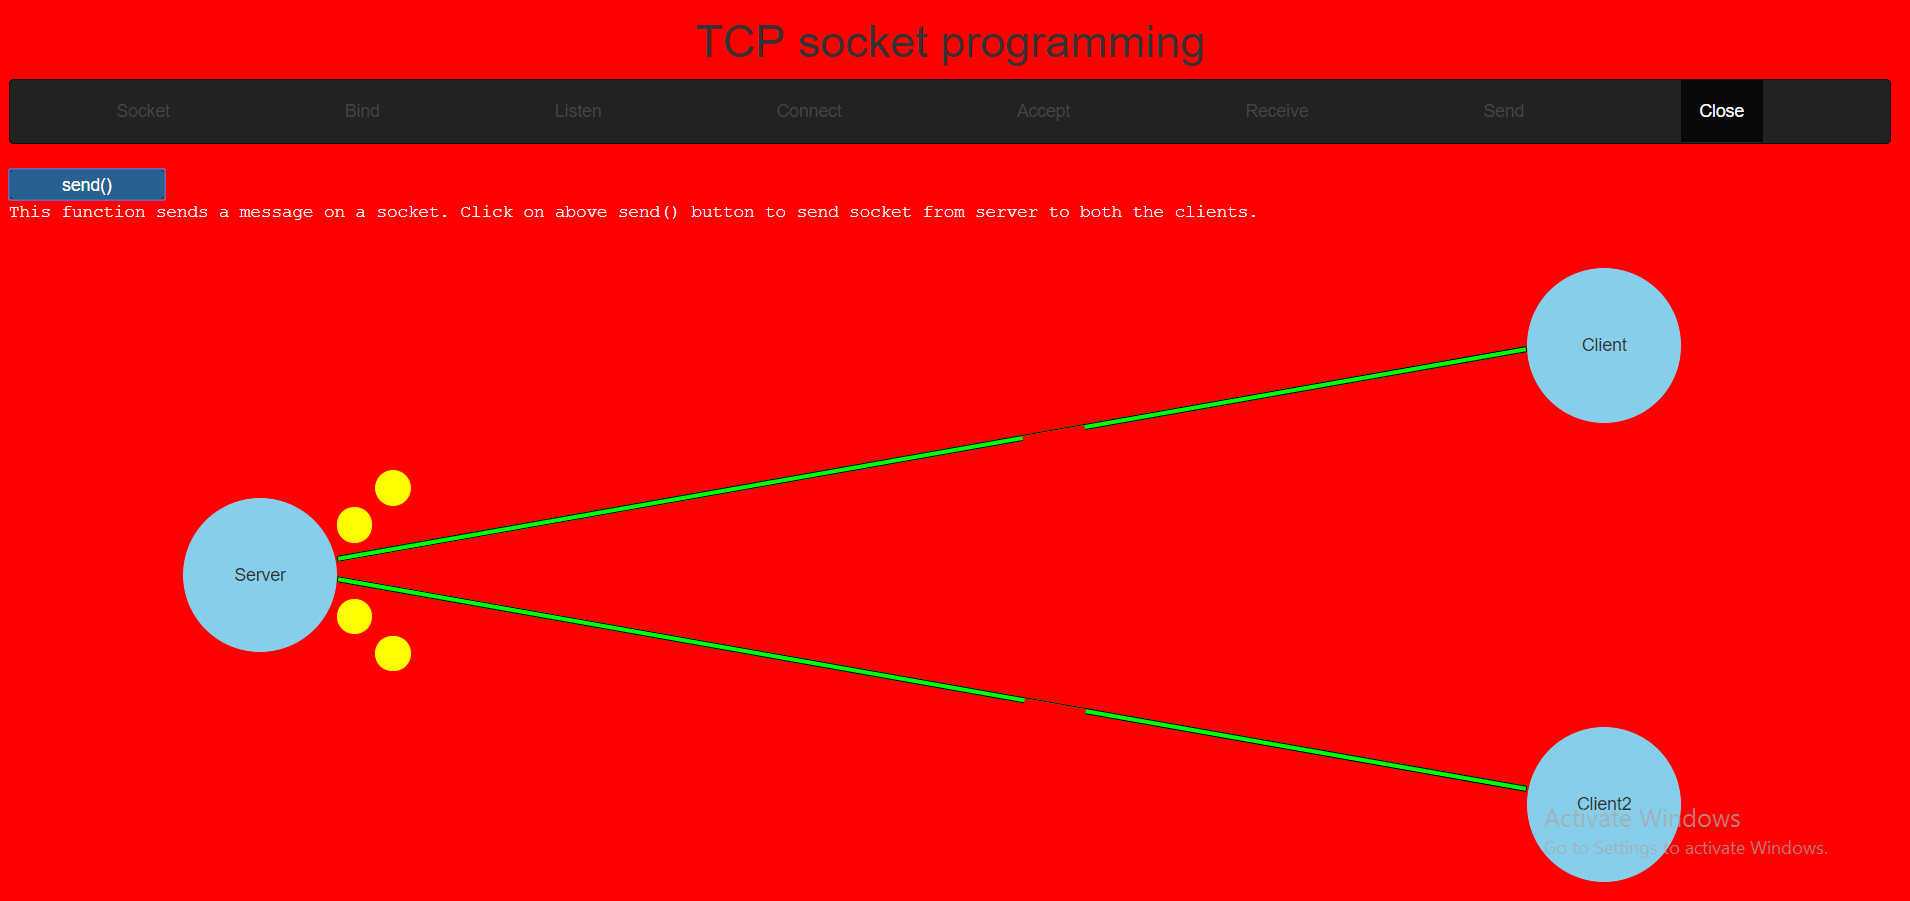 TCP socket programming
Socket Bind Listen Connect Accept Receive Send Close
send()
This function sends a message on a socket. Click on above send() button to send socket from server to both the clients.
Client
Server
Client2
Activate Windows
Go to Settings to activate Windows.